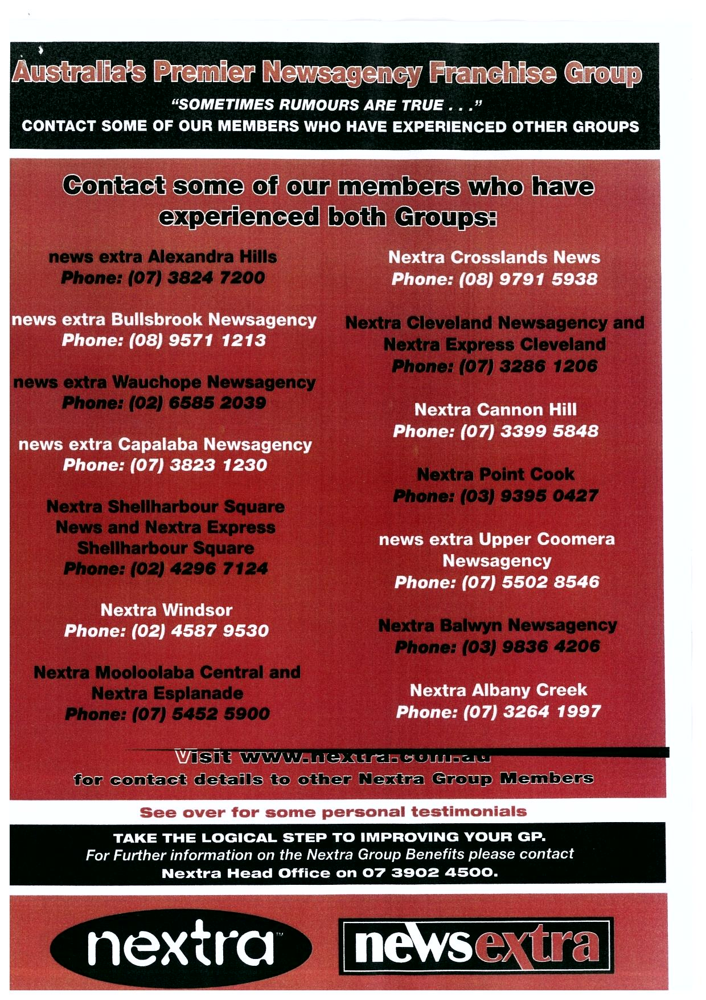 Australia's Premier Newsagency Franchise Group
“SOMETIMES RUMOURS ARE TRUE . . .”
CONTACT SOME OF OUR MEMBERS WHO HAVE EXPERIENCED OTHER GROUPS
Contact some of our members who have
experienced both Groups:
news extra Alexandra Hills
Phone: (07) 3824 7200
news extra Bullsbrook Newsagency
Phone: (08) 9571 1213
news extra Wauchope Newsagency
Phone: (02) 6585 2039
news extra Capalaba Newsagency
Phone: (07) 3823 1230
Nextra Shellharbour Square
News and Nextra Express
Shellharbour Square
Phone: (02) 4296 7124
Nextra Windsor
Phone: (02) 4587 9530
Nextra Mooloolaba Central and
Nextra Esplanade
Phone: (07) 5452 5900
Nextra Crosslands News
Phone: (08) 9791 5938
Nextra Cleveland Newsagency and
Nextra Express Cleveland
Phone: (07) 3286 1206
Nextra Cannon Hill
Phone: (07) 3399 5848
Nextra Point Cook
Phone: (03) 9395 0427
news extra Upper Coomera
Newsagency
Phone: (07) 5502 8546
Nextra Balwyn Newsagency
Phone: (03) 9836 4206
Nextra Albany Creek
Phone: (07) 3264 1997
Visit www.nextra.com.au
for contact details to other Nextra Group Members
See over for some personal testimonials
TAKE THE LOGICAL STEP TO IMPROVING YOUR GP.
For Further information on the Nextra Group Benefits please contact
Nextra Head Office on 07 3902 4500.
nextra™
newsextra